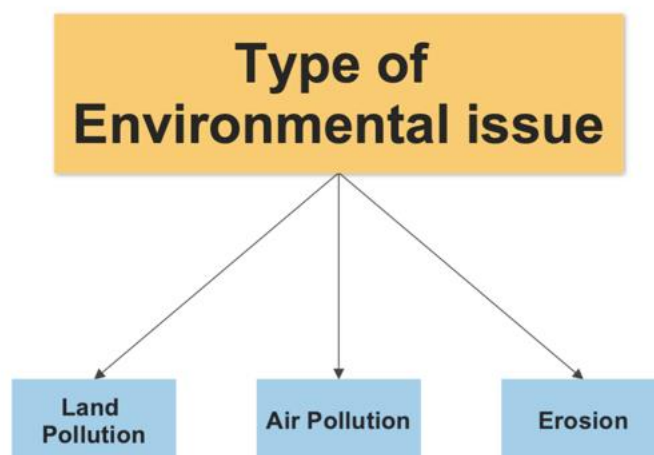 Type of
Environmental issue
Land
Pollution
Air Pollution
Erosion